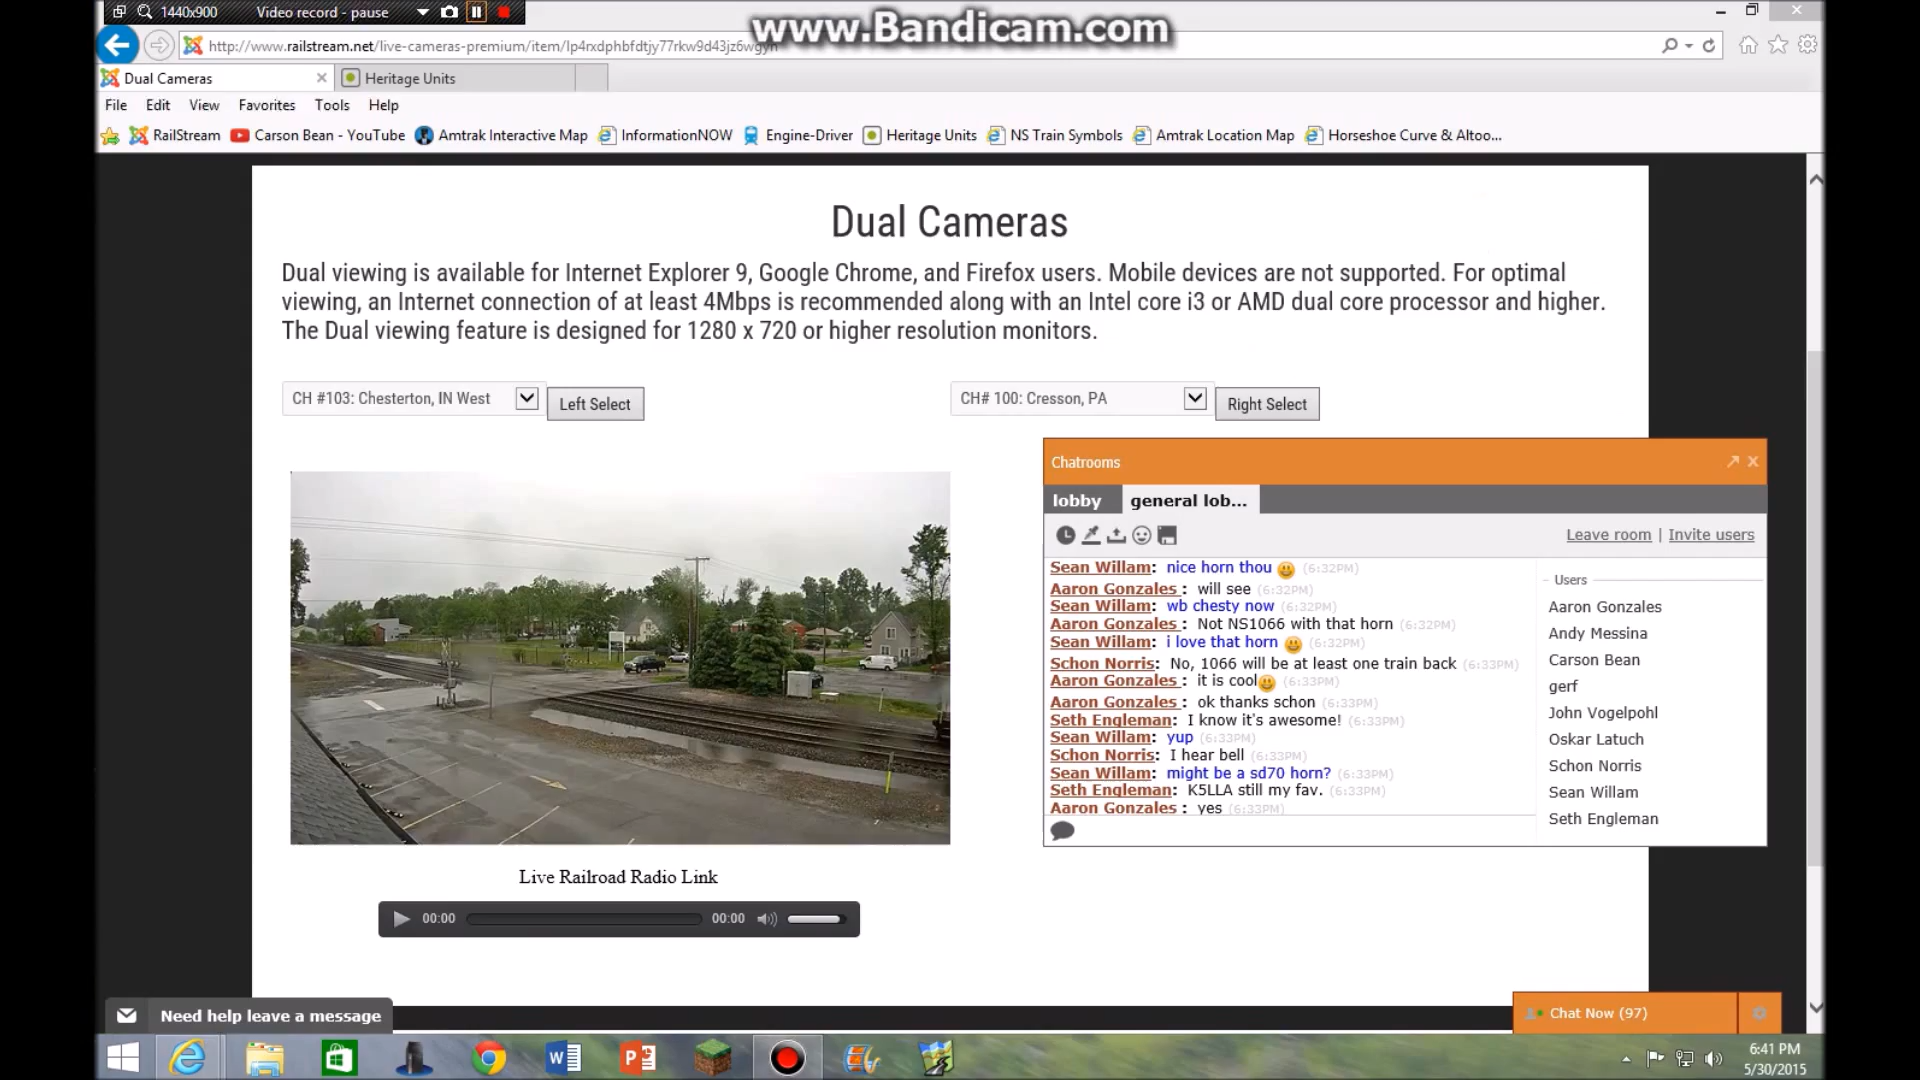 1440x900 Video record - pause
www.Bandicam.com
http://www.railstream.net/live-cameras-premium/item/lp4rxdphbfdtjy77rkw9d43jz6wgyn
Dual Cameras Heritage Units
File Edit View Favorites Tools Help
RailStream Carson Bean - YouTube Amtrak Interactive Map InformationNOW Engine-Driver Heritage Units NS Train Symbols Amtrak Location Map Horseshoe Curve & Altoo...
Dual Cameras
Dual viewing is available for Internet Explorer 9, Google Chrome, and Firefox users. Mobile devices are not supported. For optimal
viewing, an Internet connection of at least 4Mbps is recommended along with an Intel core i3 or AMD dual core processor and higher.
The Dual viewing feature is designed for 1280 x 720 or higher resolution monitors.
CH #103: Chesterton, IN West Left Select CH# 100: Cresson, PA Right Select
Chatrooms
lobby general lob...
Leave room | Invite users
Sean Willam: nice horn thou (6:32PM)
Aaron Gonzales : will see (6:32PM)
Sean Willam: wb chesty now (6:32PM)
Aaron Gonzales : Not NS1066 with that horn (6:32PM)
Sean Willam: i love that horn (6:32PM)
Schon Norris: No, 1066 will be at least one train back (6:33PM)
Aaron Gonzales : it is cool (6:33PM)
Aaron Gonzales : ok thanks schon (6:33PM)
Seth Engleman: I know it's awesome! (6:33PM)
Sean Willam: yup (6:33PM)
Schon Norris: I hear bell (6:33PM)
Sean Willam: might be a sd70 horn? (6:33PM)
Seth Engleman: K5LLA still my fav. (6:33PM)
Aaron Gonzales : yes (6:33PM)
Users
Aaron Gonzales
Andy Messina
Carson Bean
gerf
John Vogelpohl
Oskar Latuch
Schon Norris
Sean Willam
Seth Engleman
Live Railroad Radio Link
00:00 00:00
Need help leave a message
Chat Now (97)
6:41 PM
5/30/2015